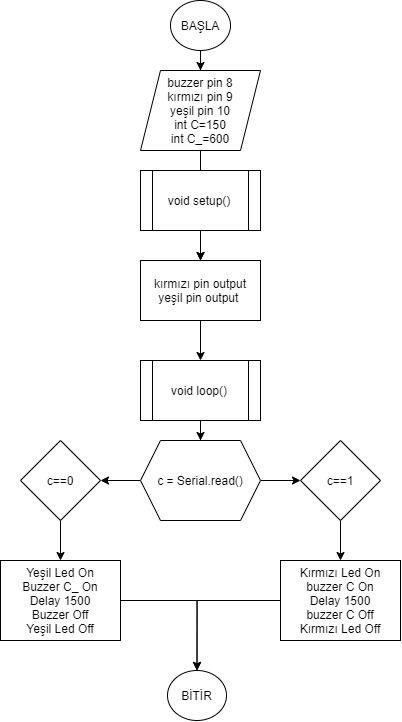 BAŞLA
buzzer pin 8
kırmızı pin 9
yeşil pin 10
int C=150
int C_=600
void setup()
kırmızı pin output
yeşil pin output
void loop()
c==0
c = Serial.read()
c==1
Yeşil Led On
Buzzer C_ On
Delay 1500
Buzzer Off
Yeşil Led Off
Kırmızı Led On
buzzer C On
Delay 1500
buzzer C Off
Kırmızı Led Off
BİTİR